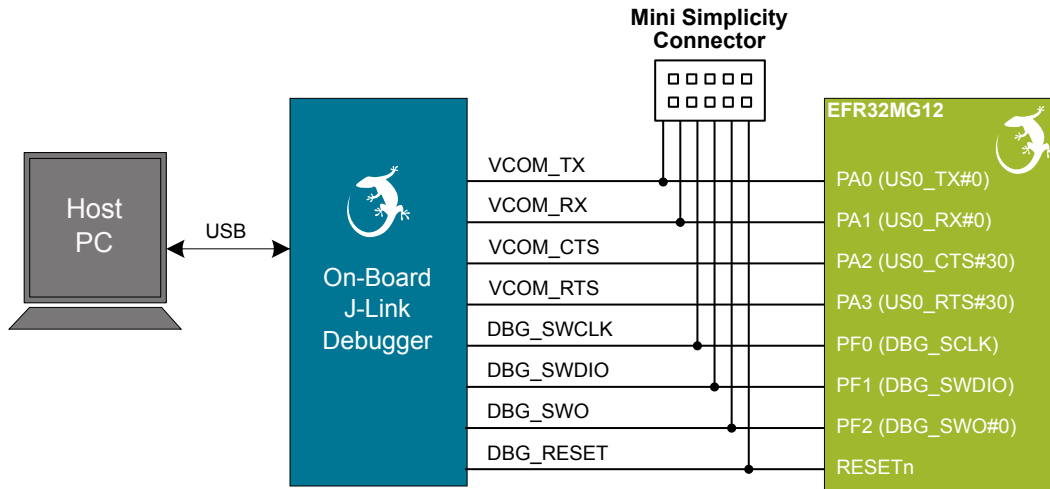 Mini Simplicity
Connector
Host
PC
USB
On-Board
J-Link
Debugger
VCOM_TX
VCOM_RX
VCOM_CTS
VCOM_RTS
DBG_SWCLK
DBG_SWDIO
DBG_SWO
DBG_RESET
EFR32MG12
PA0 (US0_TX#0)
PA1 (US0_RX#0)
PA2 (US0_CTS#30)
PA3 (US0_RTS#30)
PF0 (DBG_SCLK)
PF1 (DBG_SWDIO)
PF2 (DBG_SWO#0)
RESETn